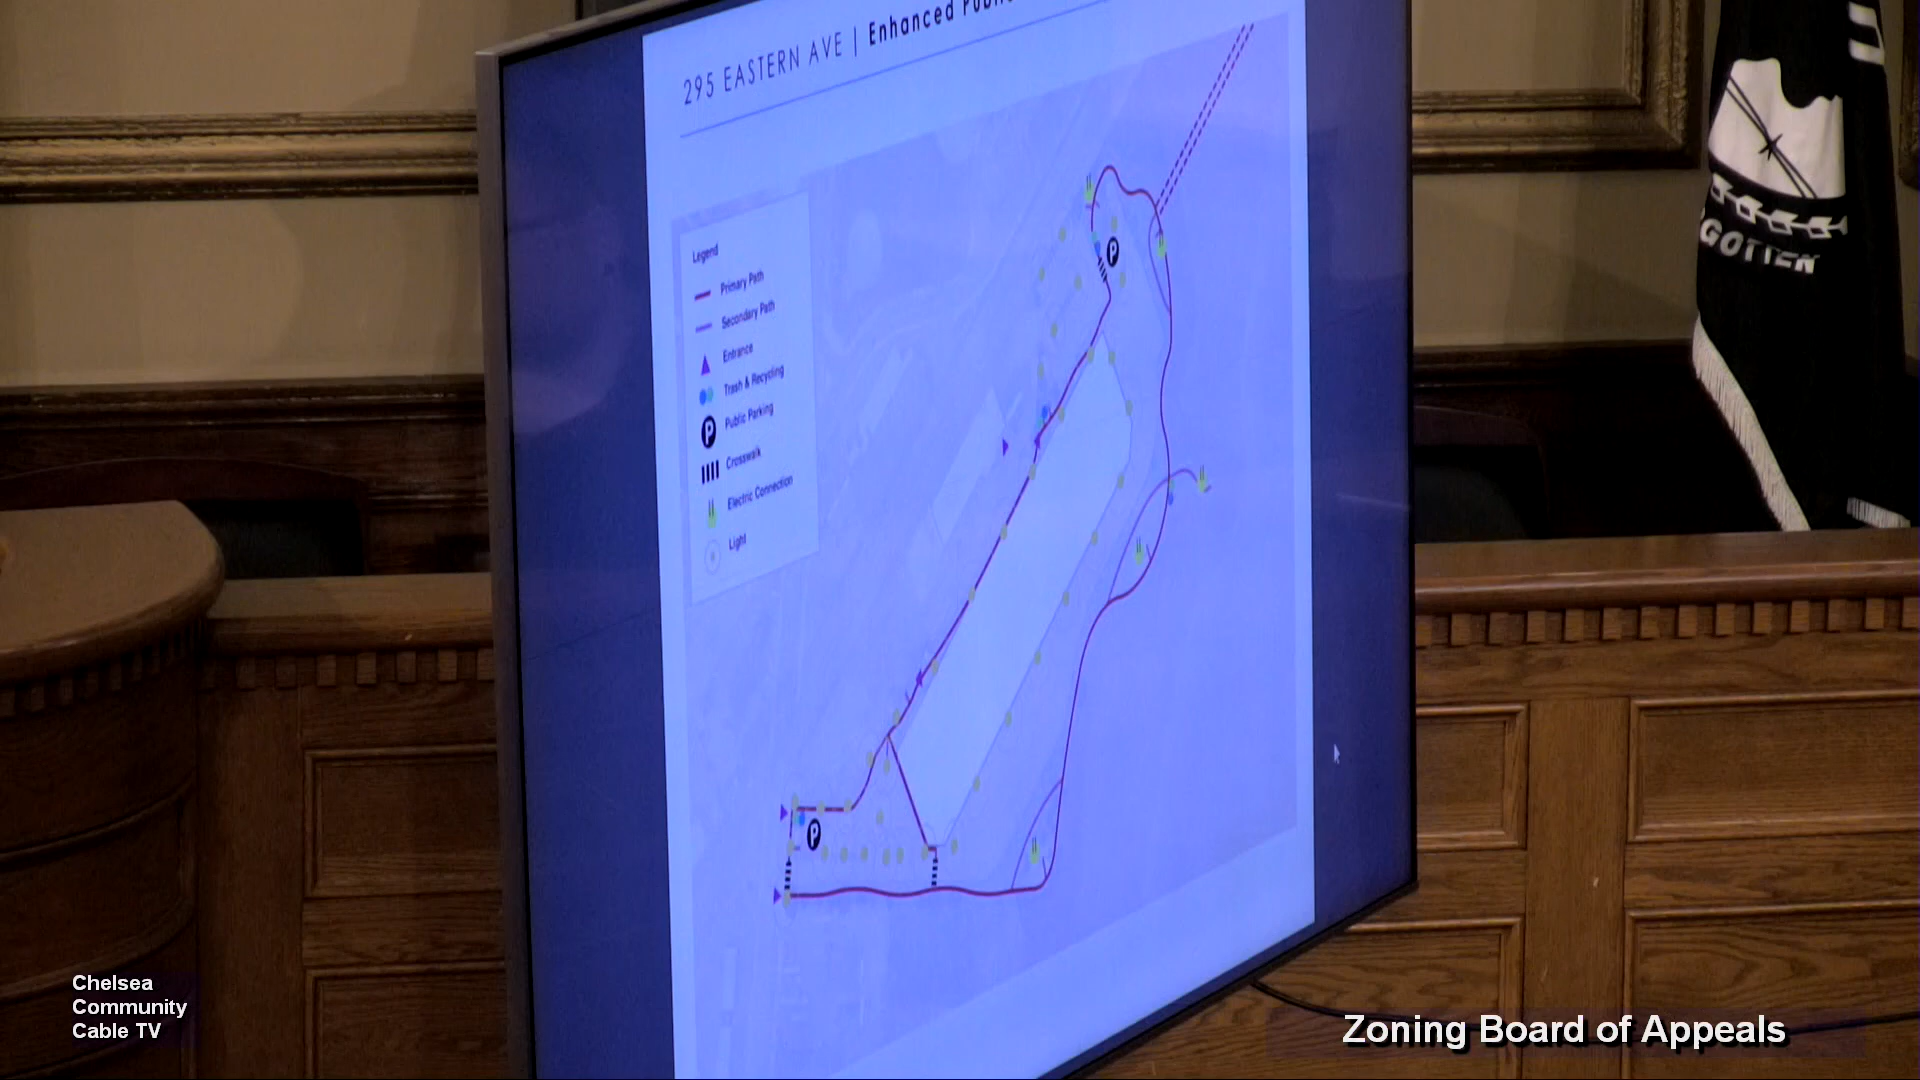 295 EASTERN AVE | Enhanced
Legend
Primary Path
Secondary Path
Entrance
Trash & Recycling
Public Parking
Crosswalk
Electric Connection
Light
P
P
P
GOTTEN
Chelsea
Community
Cable TV
Zoning Board of Appeals